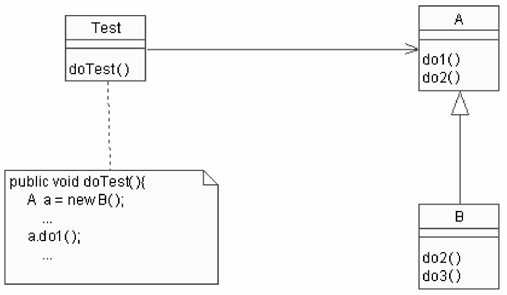 Test
doTest()
A
do1()
do2()
public void doTest(){
A a = new B();
...
a.do1();
...
B
do2()
do3()